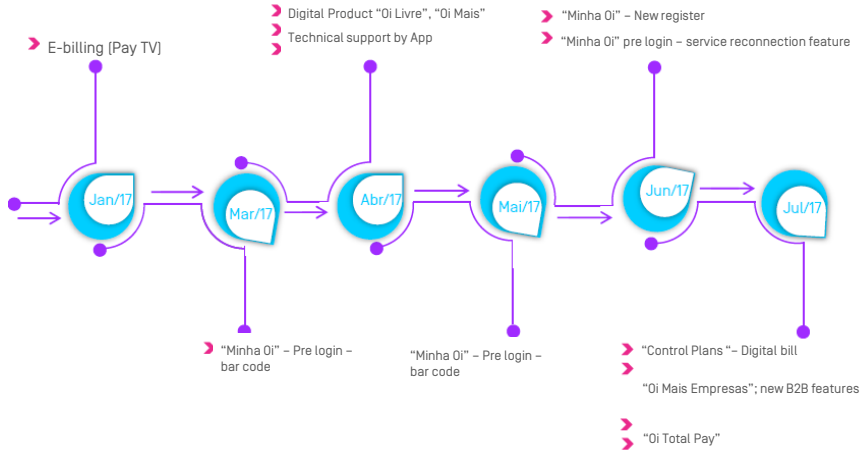 Digital Product “Oi Livre”, “Oi Mais”
Technical support by App
“Minha Oi” – New register
“Minha Oi” pre login – service reconnection feature
E-billing [Pay TV]
Jan/17
Mar/17
Abr/17
Mai/17
Jun/17
Jul/17
“Minha Oi” – Pre login –
bar code
“Minha Oi” – Pre login –
bar code
“Control Plans “– Digital bill
“Oi Mais Empresas”; new B2B features
“Oi Total Pay”